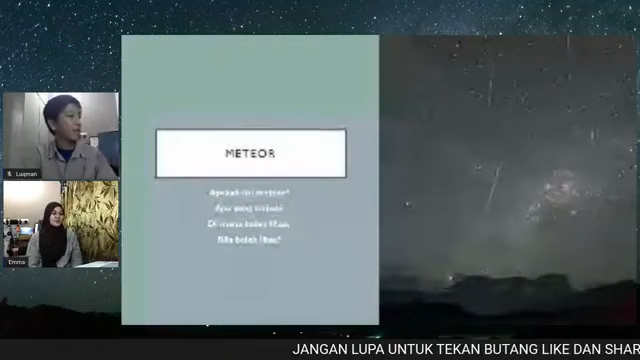 METEOR
Apakah itu meteor?
Apa yang
Di mana boleh lihat
Bila boleh lihat?
Luqman
Emma
JANGAN LUPA UNTUK TEKAN BUTANG LIKE DAN SHAR